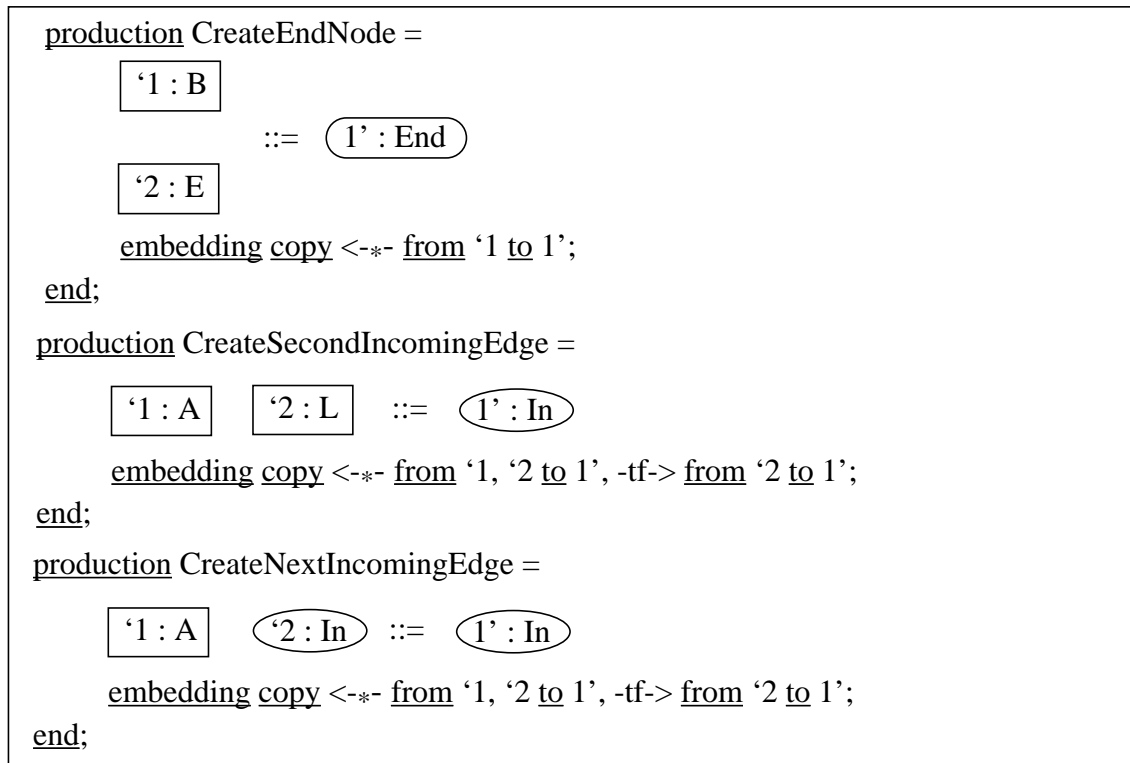 production CreateEndNode =
‘1 : B
::= 1’ : End
‘2 : E
embedding copy <-*- from ‘1 to 1’;
end;
production CreateSecondIncomingEdge =
‘1 : A ‘2 : L ::= 1’ : In
embedding copy <-*- from ‘1, ‘2 to 1’, -tf-> from ‘2 to 1’;
end;
production CreateNextIncomingEdge =
‘1 : A ‘2 : In ::= 1’ : In
embedding copy <-*- from ‘1, ‘2 to 1’, -tf-> from ‘2 to 1’;
end;